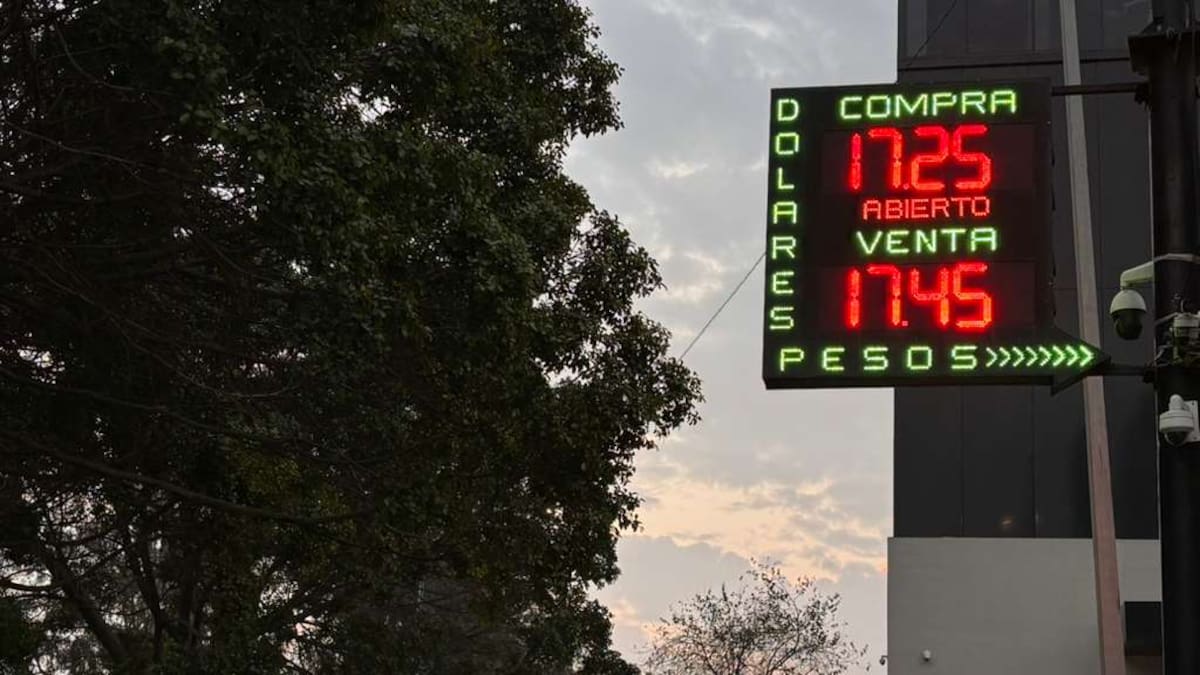 DOLARES
COMPRA
17.25
ABIERTO
VENTA
17.45
PESOS »»»»»